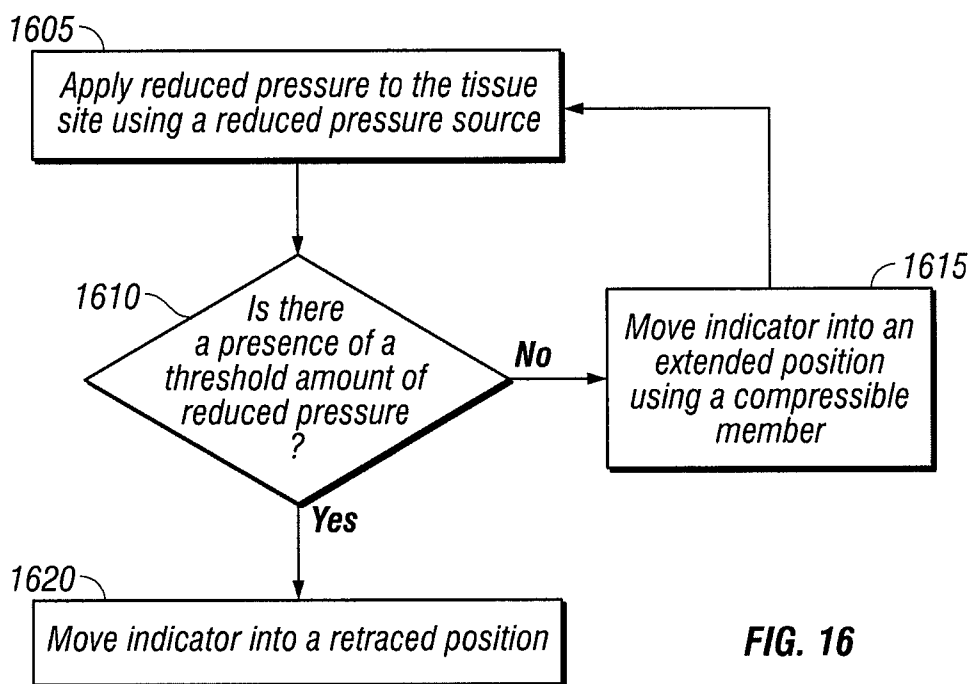 1605
Apply reduced pressure to the tissue
site using a reduced pressure source
1610
Is there
a presence of a
threshold amount of
reduced pressure
?
No
1615
Move indicator into an
extended position
using a compressible
member
Yes
1620
Move indicator into a retraced position
FIG. 16